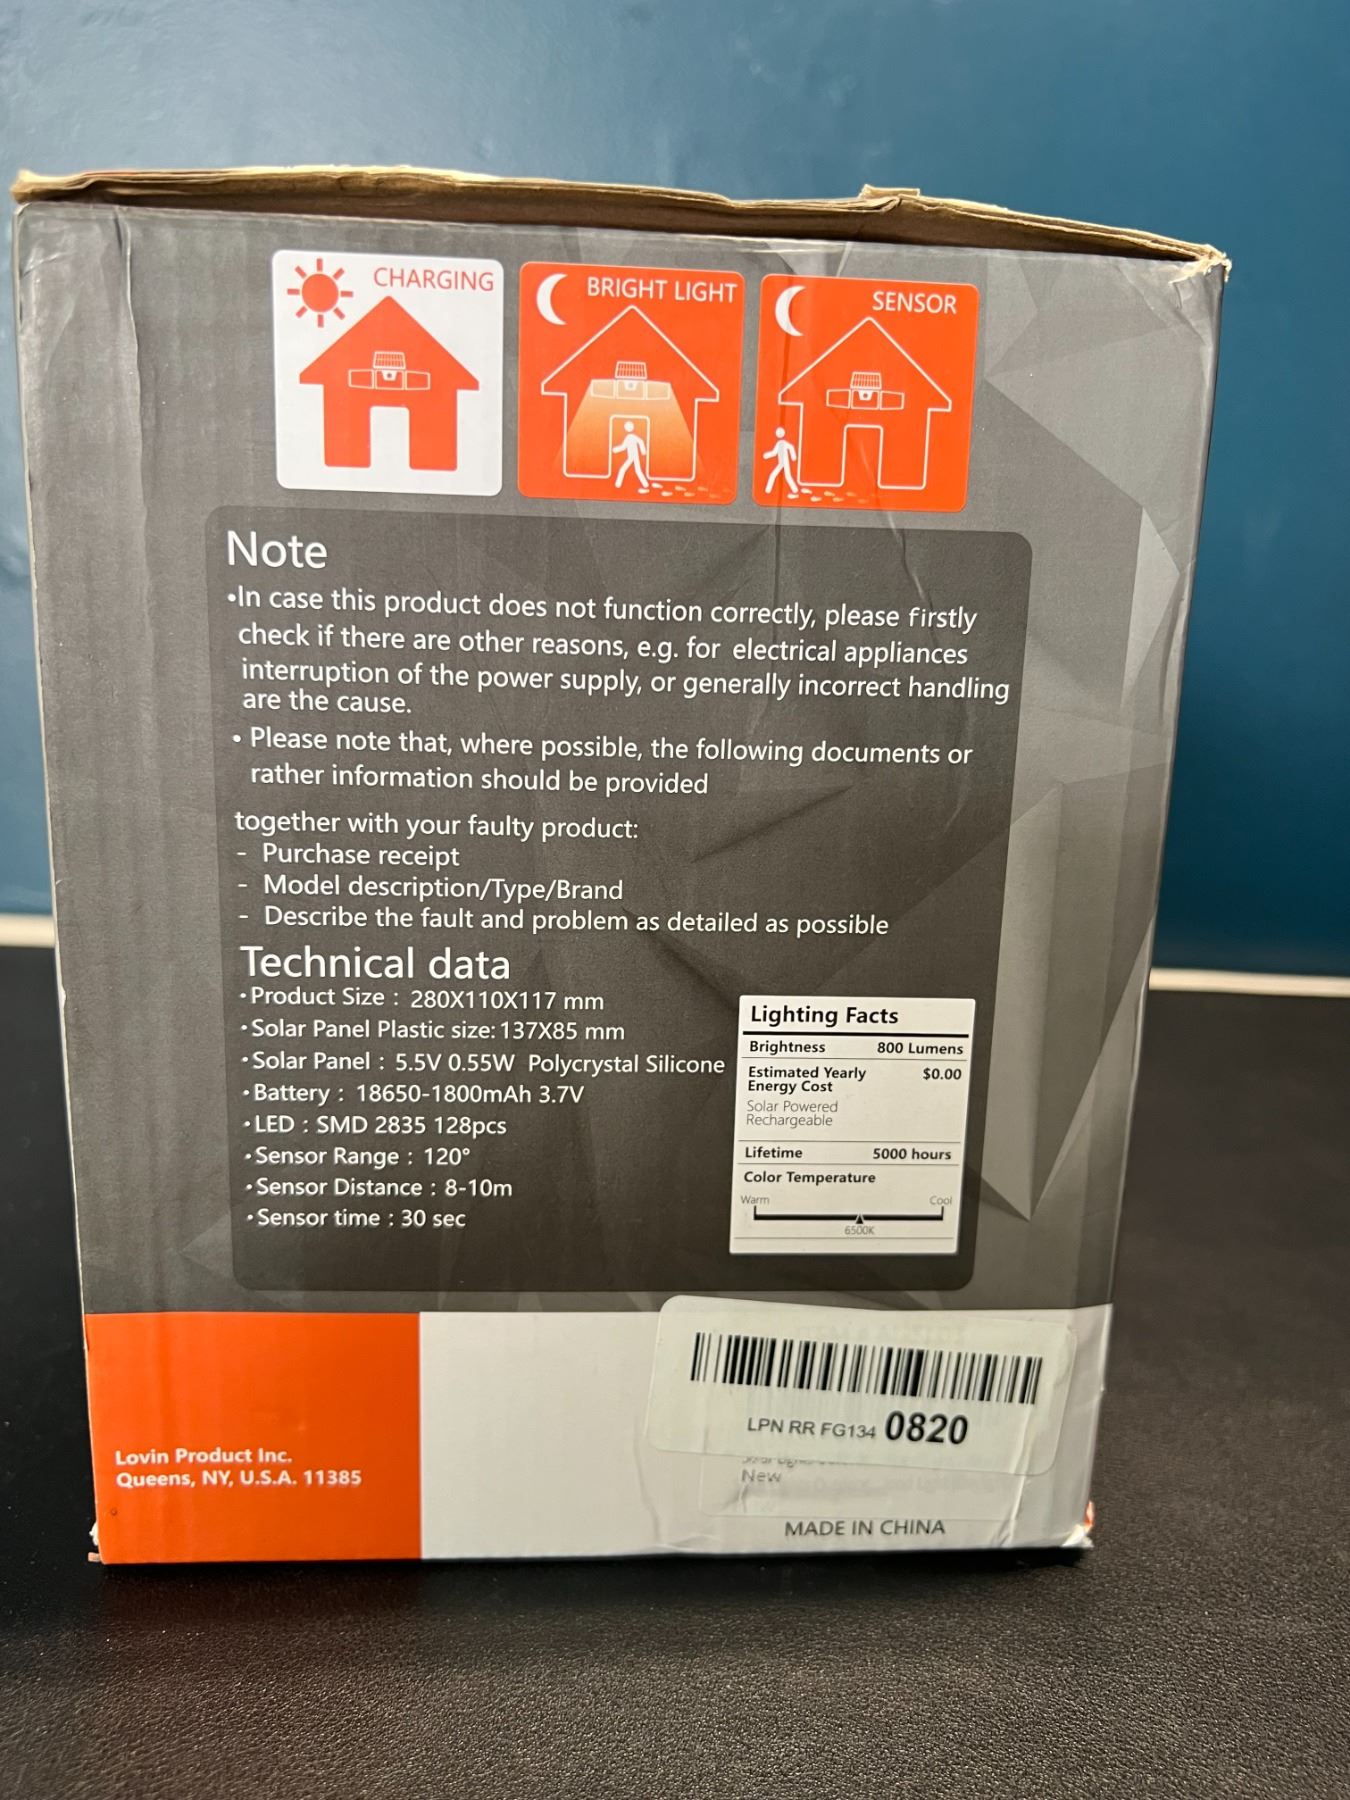 CHARGING
BRIGHT LIGHT
SENSOR
Note
•In case this product does not function correctly, please firstly
check if there are other reasons, e.g. for electrical appliances
interruption of the power supply, or generally incorrect handling
are the cause.
• Please note that, where possible, the following documents or
rather information should be provided
together with your faulty product:
- Purchase receipt
- Model description/Type/Brand
- Describe the fault and problem as detailed as possible
Technical data
•Product Size : 280X110X117 mm
•Solar Panel Plastic size: 137X85 mm
•Solar Panel : 5.5V 0.55W Polycrystal Silicone
•Battery : 18650-1800mAh 3.7V
•LED : SMD 2835 128pcs
•Sensor Range : 120°
•Sensor Distance : 8-10m
•Sensor time : 30 sec
Lighting Facts
Brightness 800 Lumens
Estimated Yearly $0.00
Energy Cost
Solar Powered
Rechargeable
Lifetime 5000 hours
Color Temperature
Warm Cool
6500K
LPN RR FG134 0820
New
MADE IN CHINA
Lovin Product Inc.
Queens, NY, U.S.A. 11385